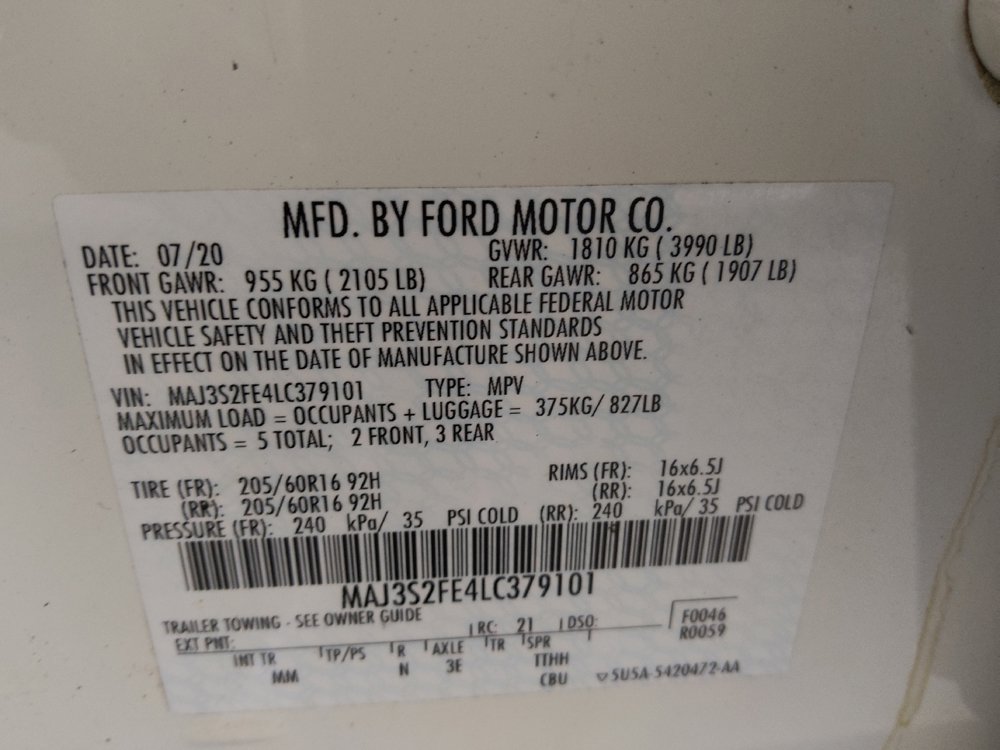 MFD. BY FORD MOTOR CO.
DATE: 07/20 GVWR: 1810 KG ( 3990 LB)
FRONT GAWR: 955 KG ( 2105 LB) REAR GAWR: 865 KG ( 1907 LB)
THIS VEHICLE CONFORMS TO ALL APPLICABLE FEDERAL MOTOR
VEHICLE SAFETY AND THEFT PREVENTION STANDARDS
IN EFFECT ON THE DATE OF MANUFACTURE SHOWN ABOVE.
VIN: MAJ3S2FE4LC379101 TYPE: MPV
MAXIMUM LOAD = OCCUPANTS + LUGGAGE = 375KG/ 827LB
OCCUPANTS = 5 TOTAL; 2 FRONT, 3 REAR
TIRE (FR): 205/60R16 92H RIMS (FR): 16x6.5J
(RR): 205/60R16 92H (RR): 16x6.5J
PRESSURE (FR): 240 kPa/ 35 PSI COLD (RR): 240 kPa/ 35 PSI COLD
MAJ3S2FE4LC379101
TRAILER TOWING - SEE OWNER GUIDE
RC: 21 DSO: F0046
R0059
EXT PNT:
INT TR TP/PS R AXLE TR SPR
MM N 3E TTHH
CBU 5U5A-5420472-AA